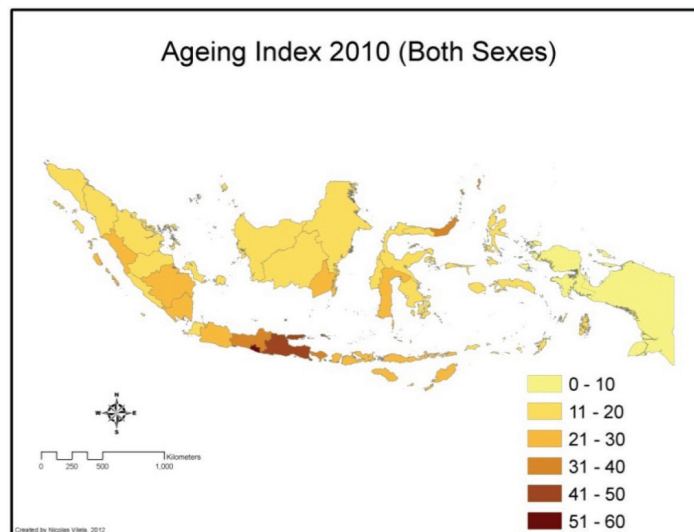 Ageing Index 2010 (Both Sexes)
N
W E
S
Kilometers
0 250 500 1,000
0 - 10
11 - 20
21 - 30
31 - 40
41 - 50
51 - 60
Created by Nicolas Vilela, 2012